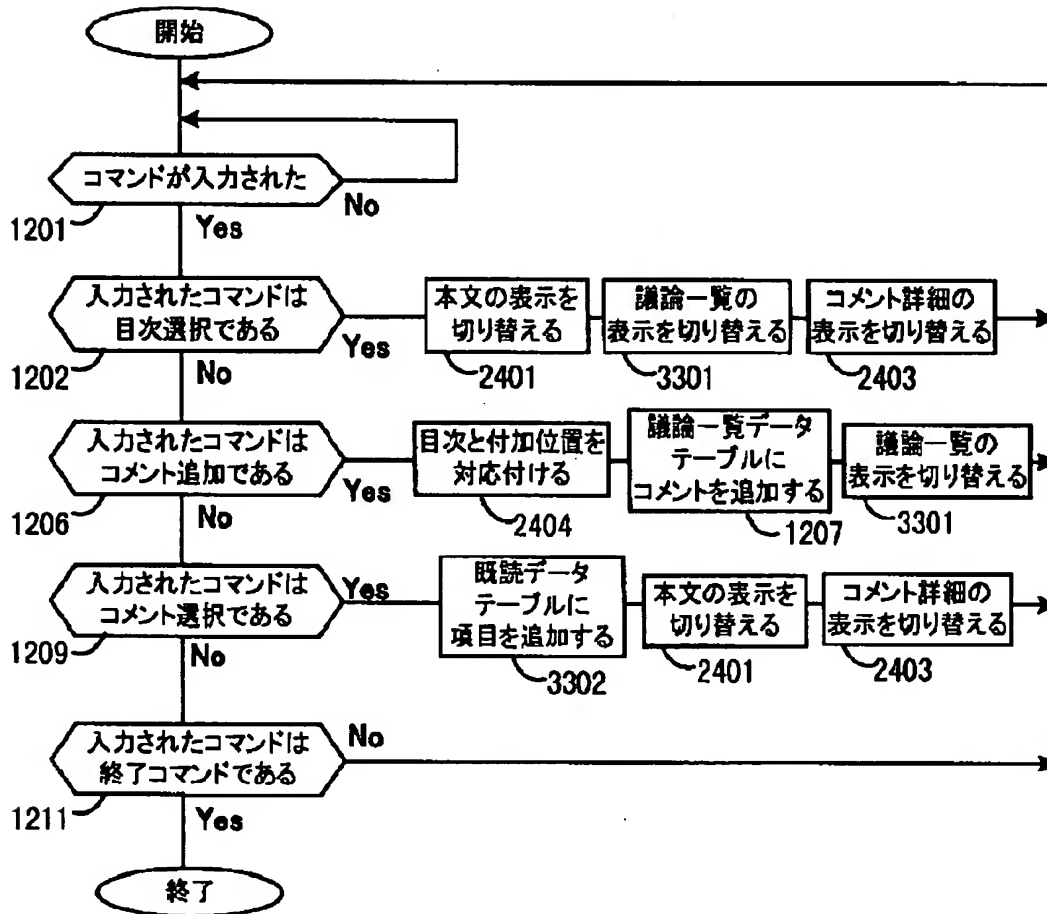 開始
コマンドが入力された
No
1201
Yes
入力されたコマンドは
目次選択である
Yes
1202
No
本文の表示を
切り替える
2401
議論一覧の
表示を切り替える
3301
コメント詳細の
表示を切り替える
2403
入力されたコマンドは
コメント追加である
Yes
1206
No
目次と付加位置を
対応付ける
2404
議論一覧データ
テーブルに
コメントを追加する
1207
議論一覧の
表示を切り替える
3301
入力されたコマンドは
コメント選択である
Yes
1209
No
既読データ
テーブルに
項目を追加する
3302
本文の表示を
切り替える
2401
コメント詳細の
表示を切り替える
2403
入力されたコマンドは
終了コマンドである
No
1211
Yes
終了